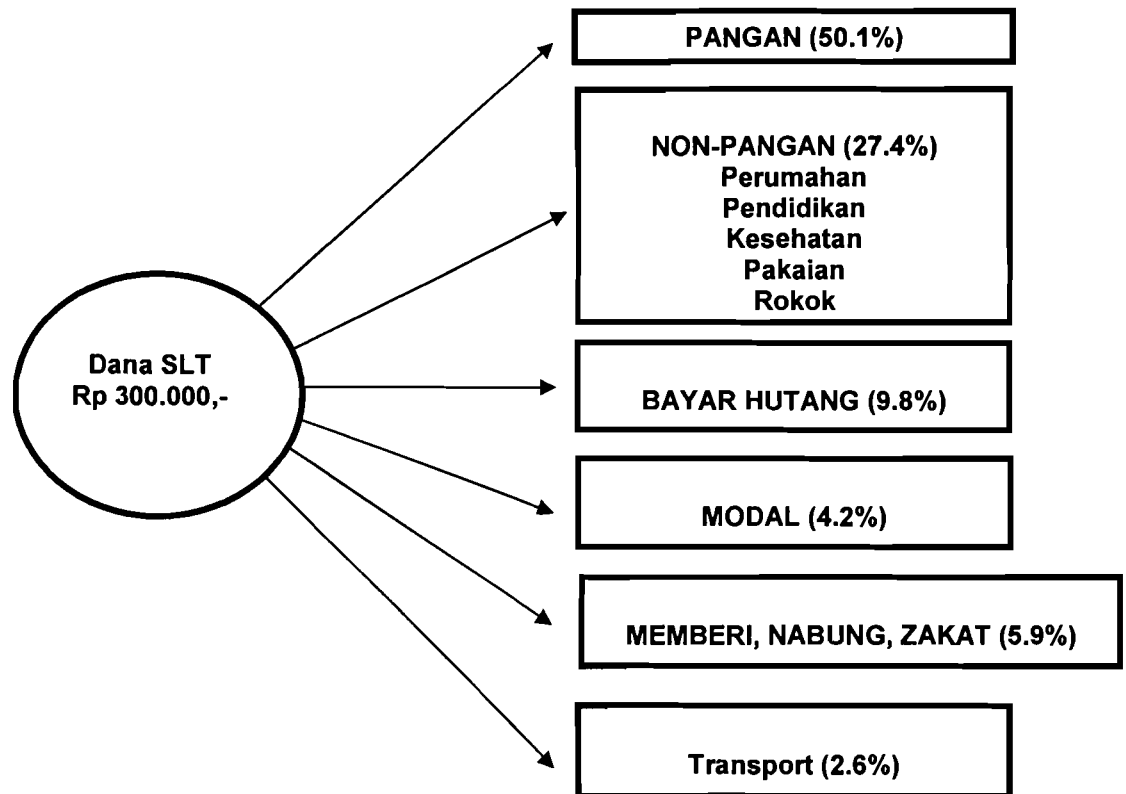 PANGAN (50.1%)
NON-PANGAN (27.4%)
Perumahan
Pendidikan
Kesehatan
Pakaian
Rokok
Dana SLT
Rp 300.000,-
BAYAR HUTANG (9.8%)
MODAL (4.2%)
MEMBERI, NABUNG, ZAKAT (5.9%)
Transport (2.6%)